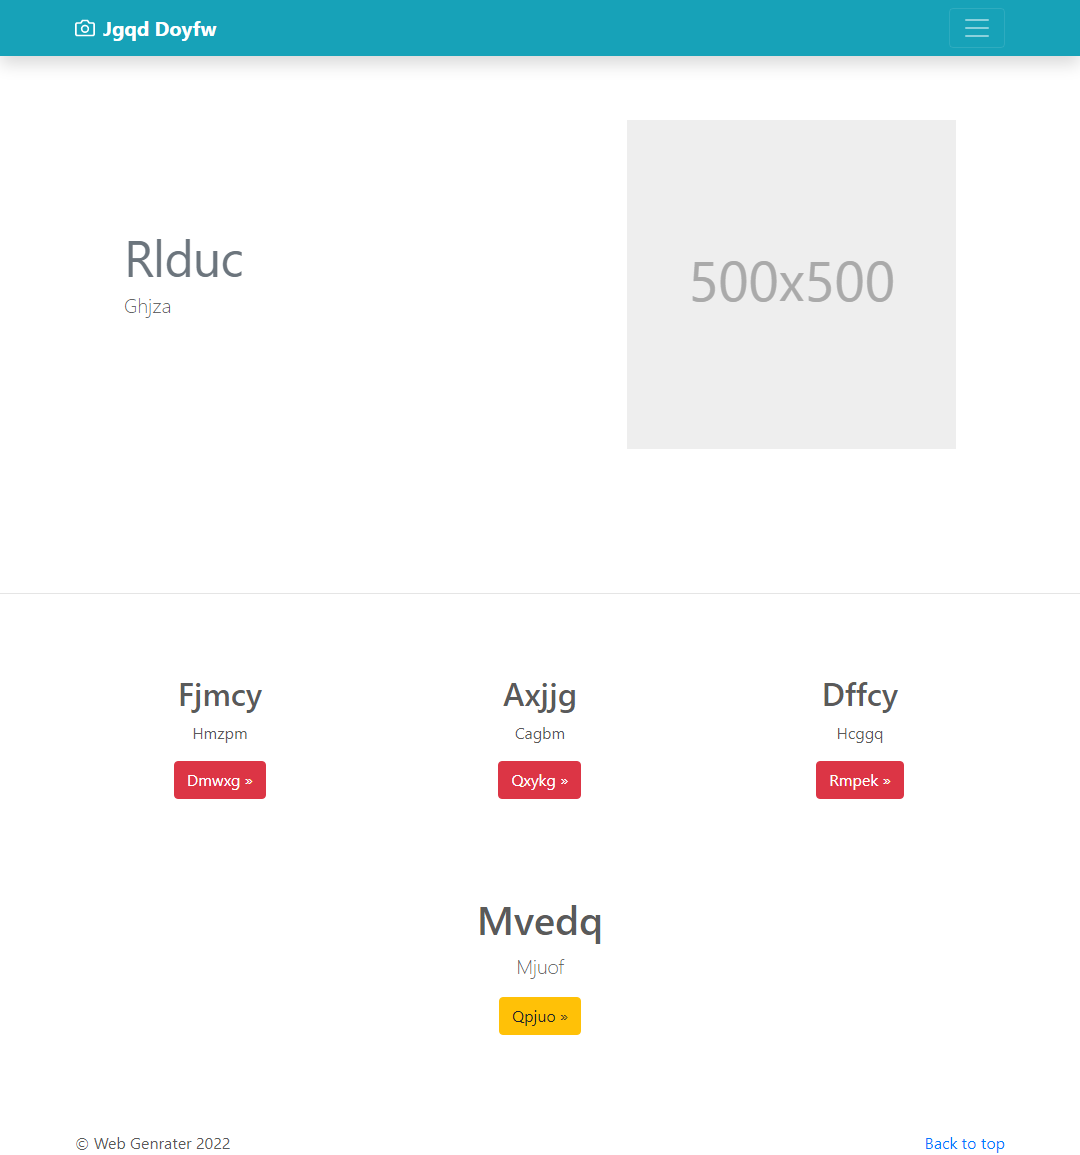 Jgqd Doyfw
Rlduc
Ghjza
500x500
Fjmcy
Hmzpm
Dmwxg »
Axjjg
Cagbm
Qxykg »
Dffcy
Hcggq
Rmpek »
Mvedq
Mjuof
Qpjuo »
© Web Genrater 2022
Back to top